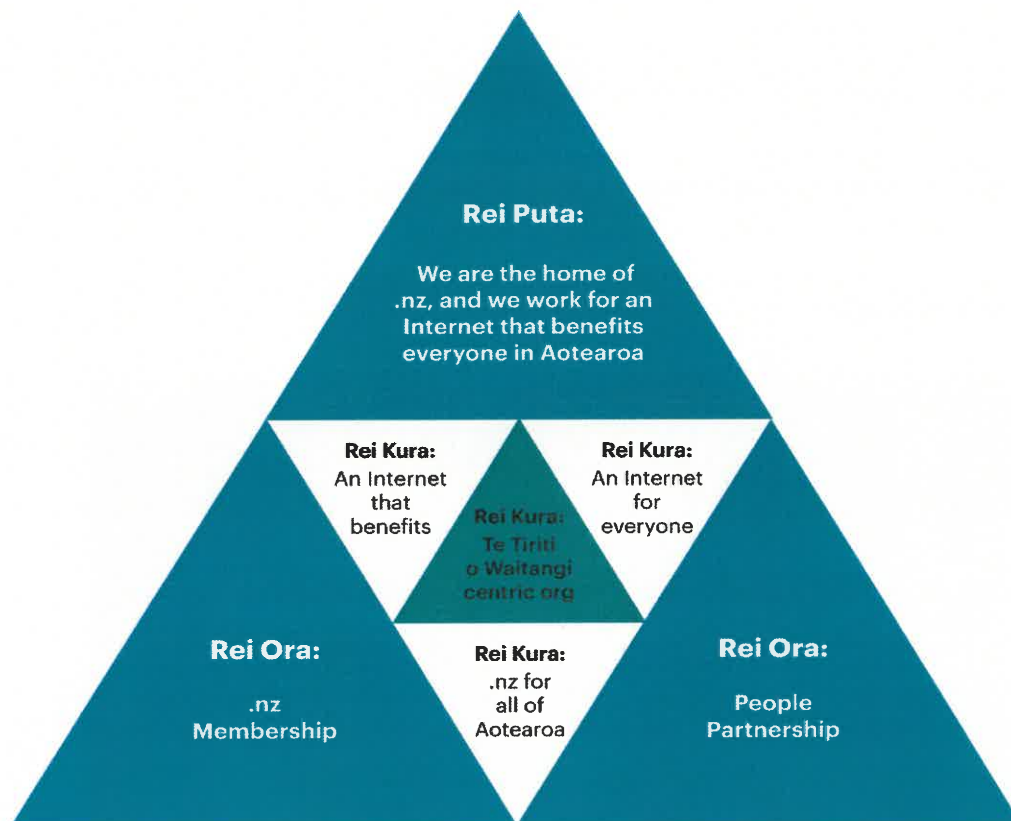 Rei Puta:
We are the home of
.nz, and we work for an
Internet that benefits
everyone in Aotearoa
Rei Kura:
An Internet
that
benefits
Rei Kura:
An Internet
for
everyone
Rei Kura:
Te Tiriti
o Waitangi
centric org
Rei Ora:
.nz
Membership
Rei Kura:
.nz for
all of
Aotearoa
Rei Ora:
People
Partnership